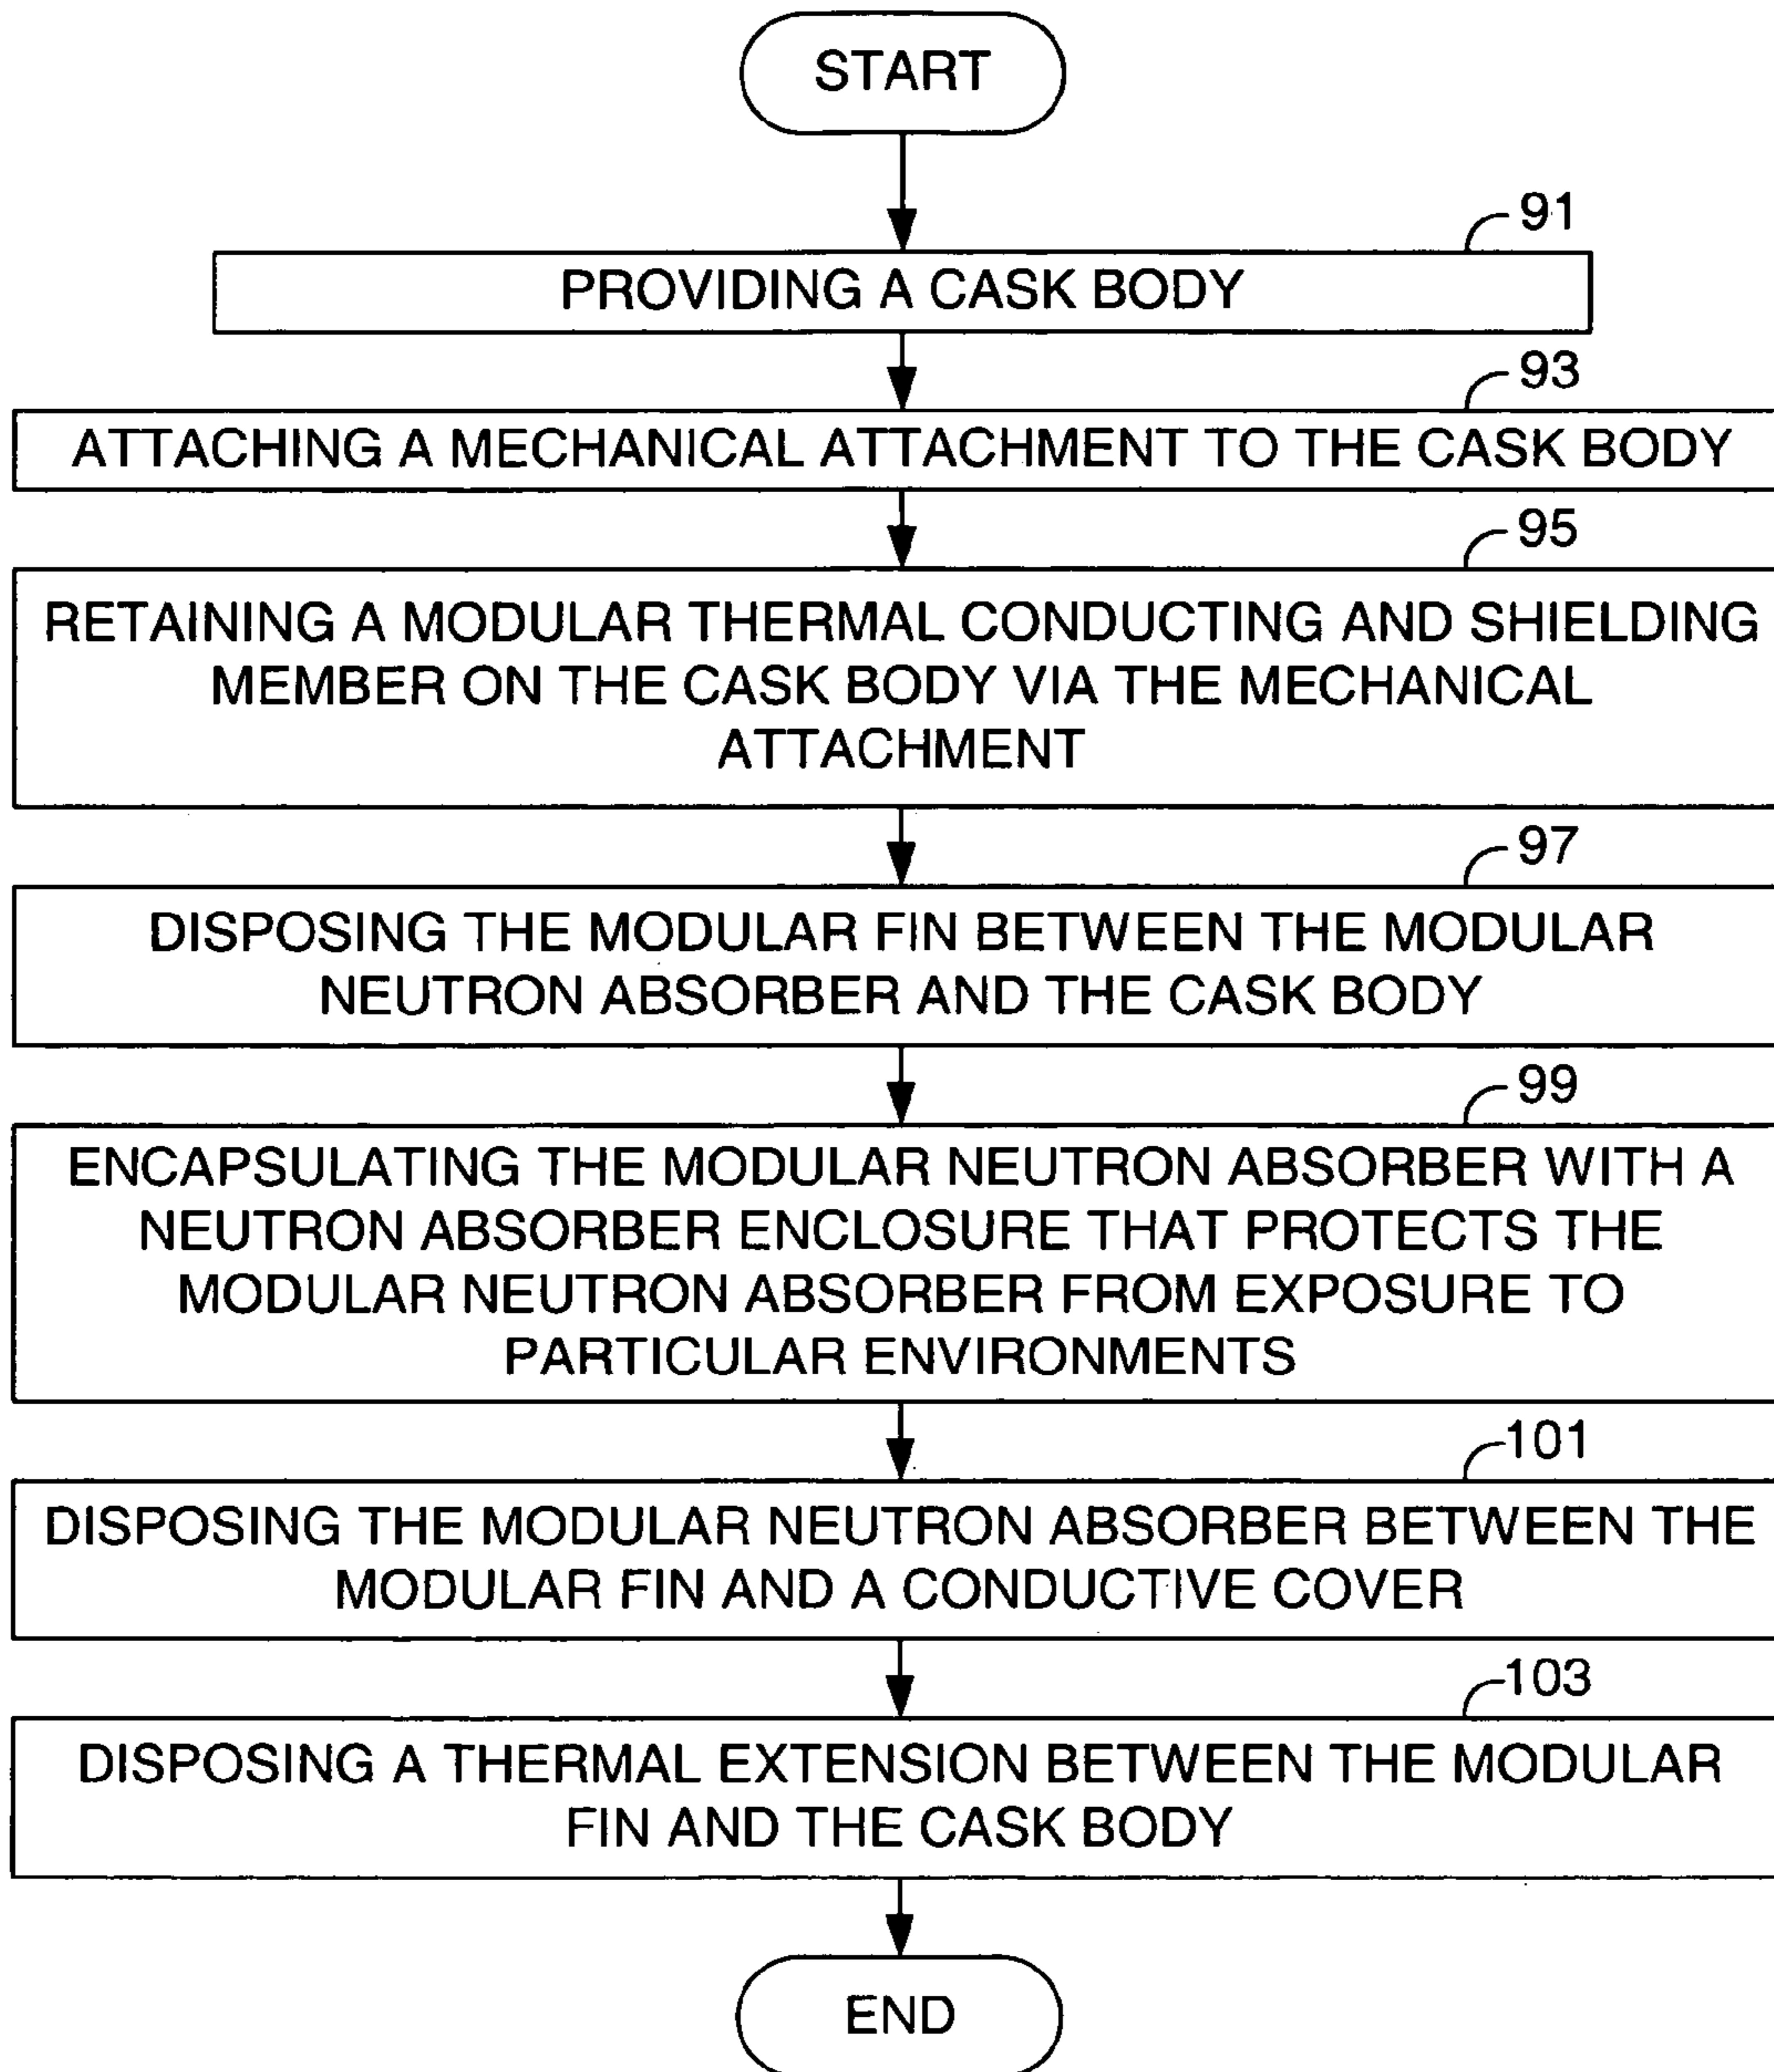 START
91
PROVIDING A CASK BODY
93
ATTACHING A MECHANICAL ATTACHMENT TO THE CASK BODY
95
RETAINING A MODULAR THERMAL CONDUCTING AND SHIELDING
MEMBER ON THE CASK BODY VIA THE MECHANICAL
ATTACHMENT
97
DISPOSING THE MODULAR FIN BETWEEN THE MODULAR
NEUTRON ABSORBER AND THE CASK BODY
99
ENCAPSULATING THE MODULAR NEUTRON ABSORBER WITH A
NEUTRON ABSORBER ENCLOSURE THAT PROTECTS THE
MODULAR NEUTRON ABSORBER FROM EXPOSURE TO
PARTICULAR ENVIRONMENTS
101
DISPOSING THE MODULAR NEUTRON ABSORBER BETWEEN THE
MODULAR FIN AND A CONDUCTIVE COVER
103
DISPOSING A THERMAL EXTENSION BETWEEN THE MODULAR
FIN AND THE CASK BODY
END